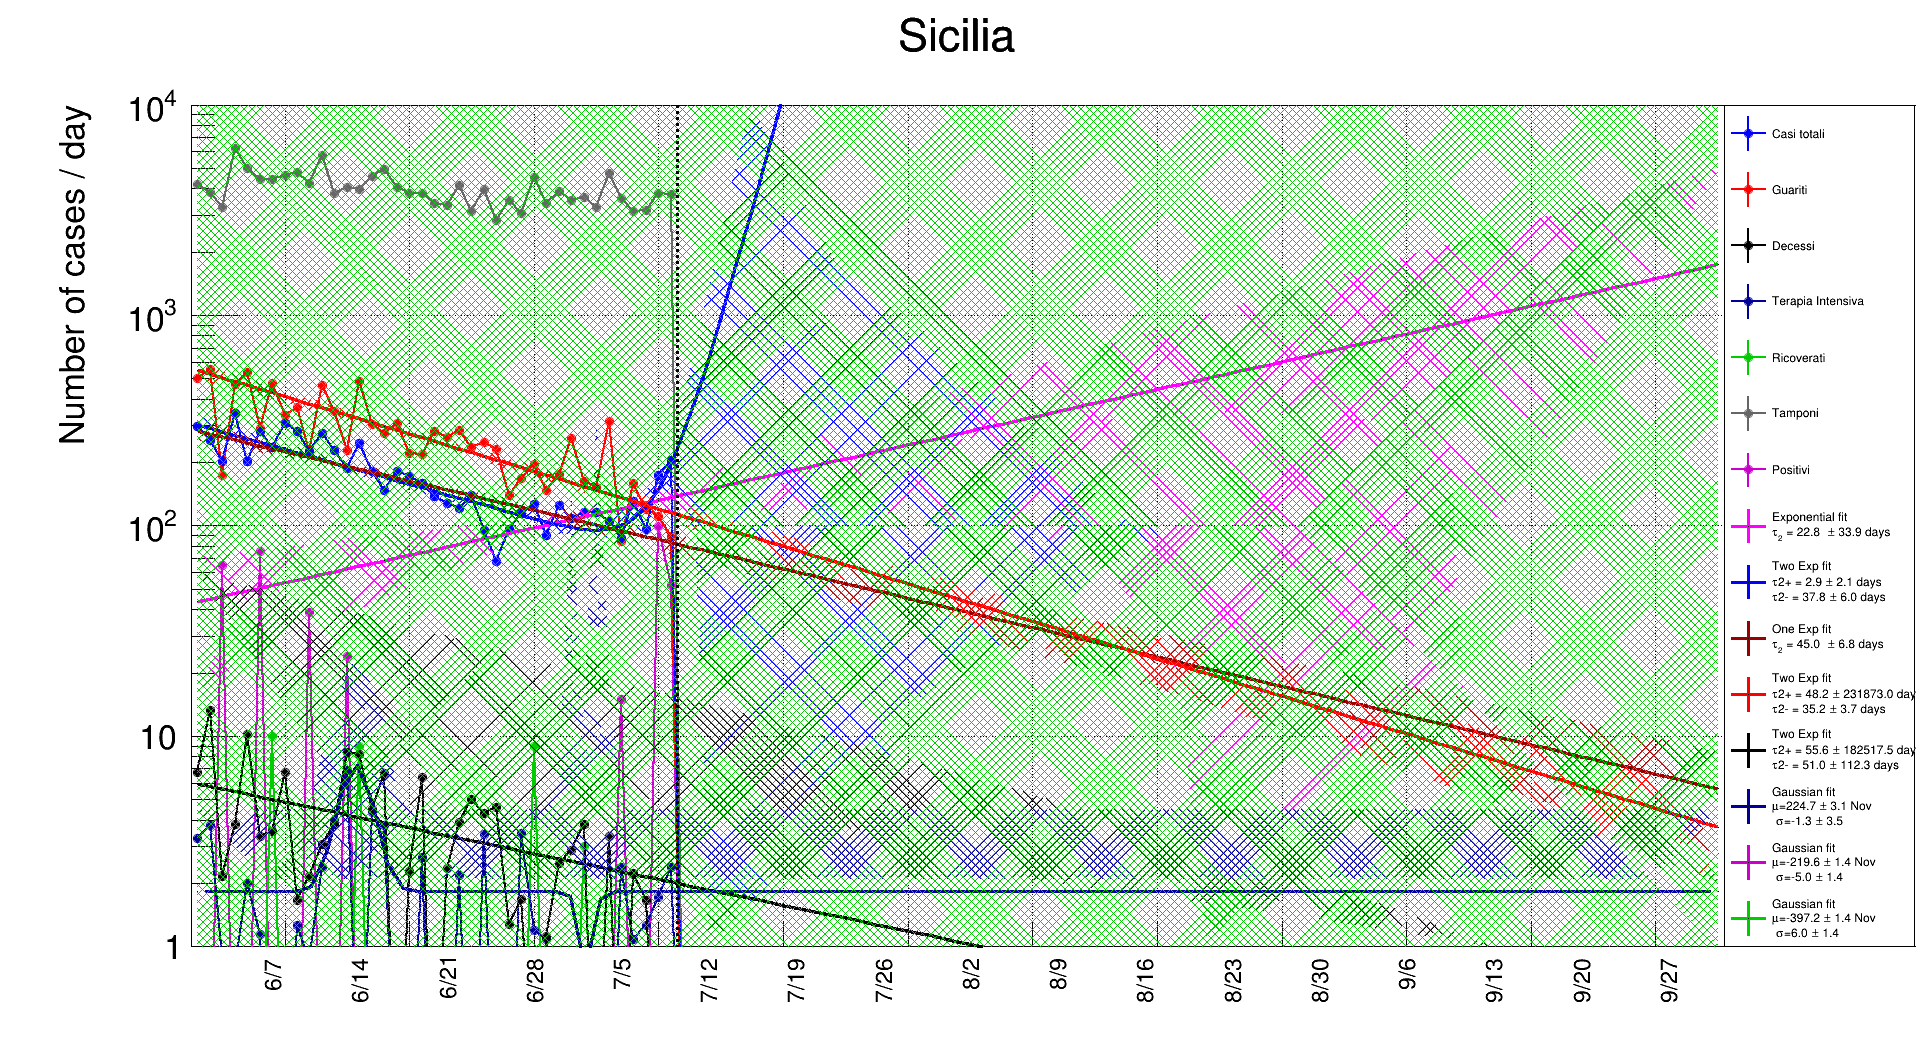 Sicilia
Number of cases / day
10⁴
10³
10²
10
1
6/7
6/14
6/21
6/28
7/5
7/12
7/19
7/26
8/2
8/9
8/16
8/23
8/30
9/6
9/13
9/20
9/27
Casi totali
Guariti
Decessi
Terapia Intensiva
Ricoverati
Tamponi
Positivi
Exponential fit
τ₂ = 22.8 ± 33.9 days
Two Exp fit
τ2+ = 2.9 ± 2.1 days
τ2- = 37.8 ± 6.0 days
One Exp fit
τ₂ = 45.0 ± 6.8 days
Two Exp fit
τ2+ = 48.2 ± 231873.0 day
τ2- = 35.2 ± 3.7 days
Two Exp fit
τ2+ = 55.6 ± 182517.5 day
τ2- = 51.0 ± 112.3 days
Gaussian fit
μ=224.7 ± 3.1 Nov
σ=-1.3 ± 3.5
Gaussian fit
μ=-219.6 ± 1.4 Nov
σ=-5.0 ± 1.4
Gaussian fit
μ=-397.2 ± 1.4 Nov
σ=6.0 ± 1.4